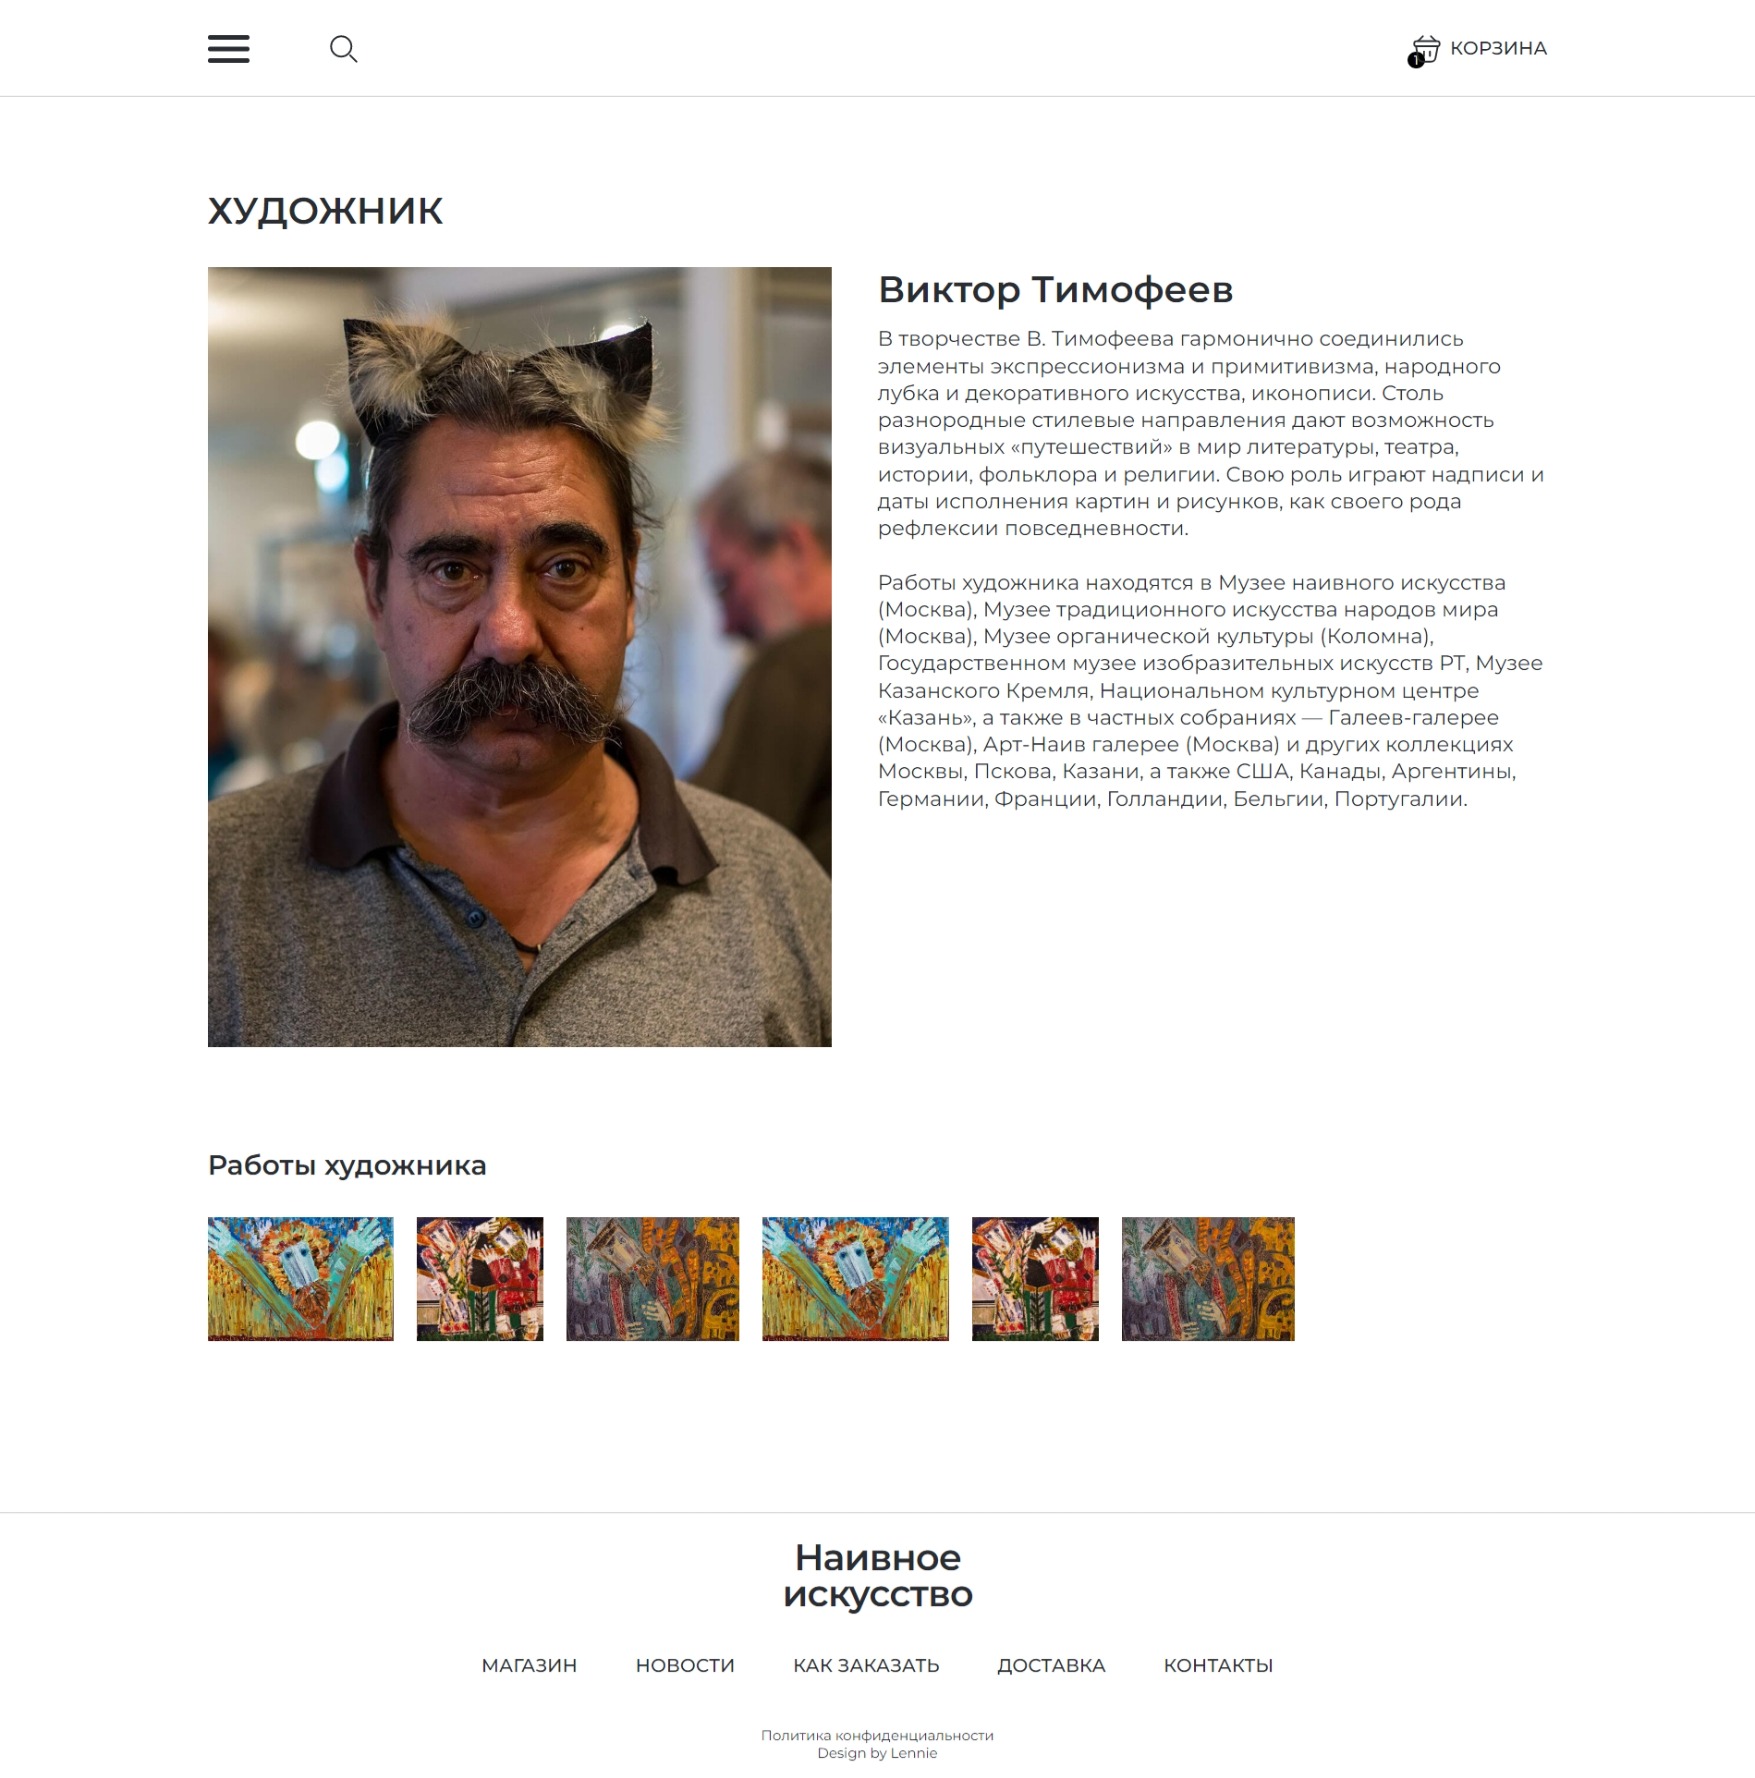 1
КОРЗИНА
ХУДОЖНИК
Виктор Тимофеев
В творчестве В. Тимофеева гармонично соединились
элементы экспрессионизма и примитивизма, народного
лубка и декоративного искусства, иконописи. Столь
разнородные стилевые направления дают возможность
визуальных «путешествий» в мир литературы, театра,
истории, фольклора и религии. Свою роль играют надписи и
даты исполнения картин и рисунков, как своего рода
рефлексии повседневности.
Работы художника находятся в Музее наивного искусства
(Москва), Музее традиционного искусства народов мира
(Москва), Музее органической культуры (Коломна),
Государственном музее изобразительных искусств РТ, Музее
Казанского Кремля, Национальном культурном центре
«Казань», а также в частных собраниях — Галеев-галерее
(Москва), Арт-Наив галерее (Москва) и других коллекциях
Москвы, Пскова, Казани, а также США, Канады, Аргентины,
Германии, Франции, Голландии, Бельгии, Португалии.
Работы художника
Наивное
искусство
МАГАЗИН НОВОСТИ КАК ЗАКАЗАТЬ ДОСТАВКА КОНТАКТЫ
Политика конфиденциальности
Design by Lennie